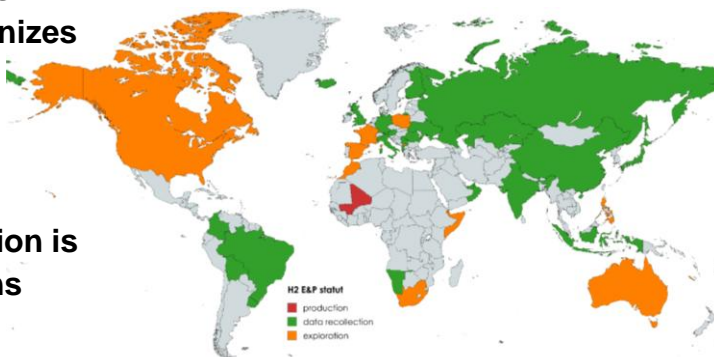 nizes
ion is
ns
H2 E&P statut
production
data recollection
exploration